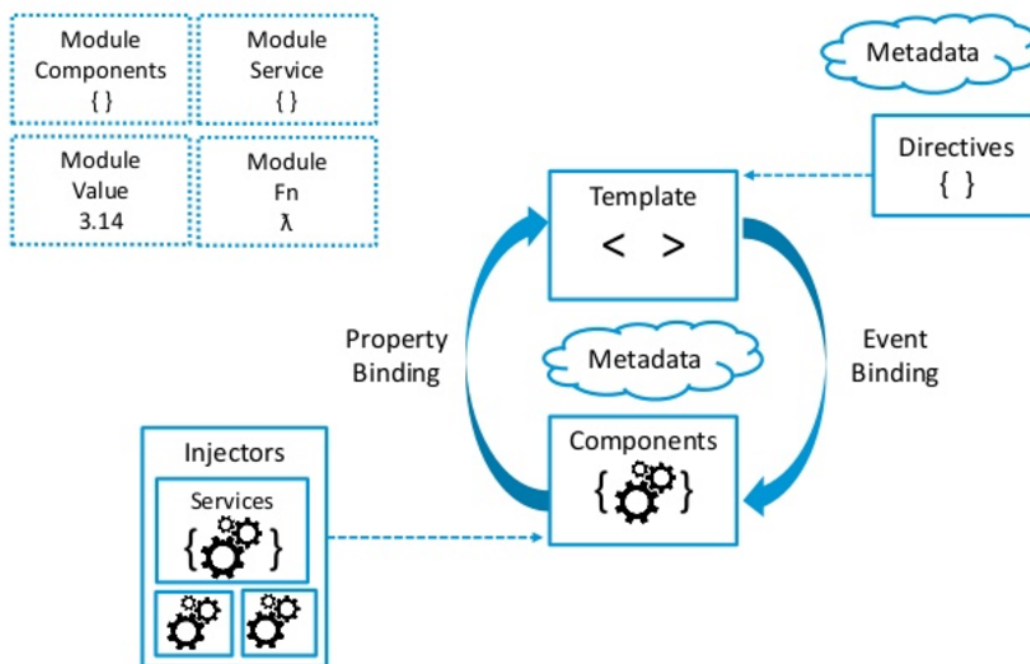 Module
Components
{ }
Module
Service
{ }
Module
Value
3.14
Module
Fn
λ
Metadata
Directives
{ }
Template
< >
Property
Binding
Metadata
Event
Binding
Components
{ }
Injectors
Services
{ }